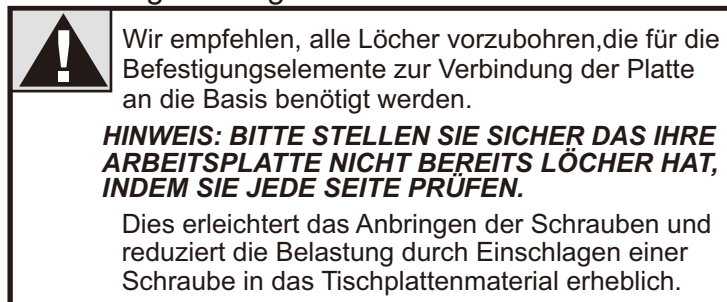 Wir empfehlen, alle Löcher vorzubohren,die für die
Befestigungselemente zur Verbindung der Platte
an die Basis benötigt werden.
HINWEIS: BITTE STELLEN SIE SICHER DAS IHRE
ARBEITSPLATTE NICHT BEREITS LÖCHER HAT,
INDEM SIE JEDE SEITE PRÜFEN.
Dies erleichtert das Anbringen der Schrauben und
reduziert die Belastung durch Einschlagen einer
Schraube in das Tischplattenmaterial erheblich.